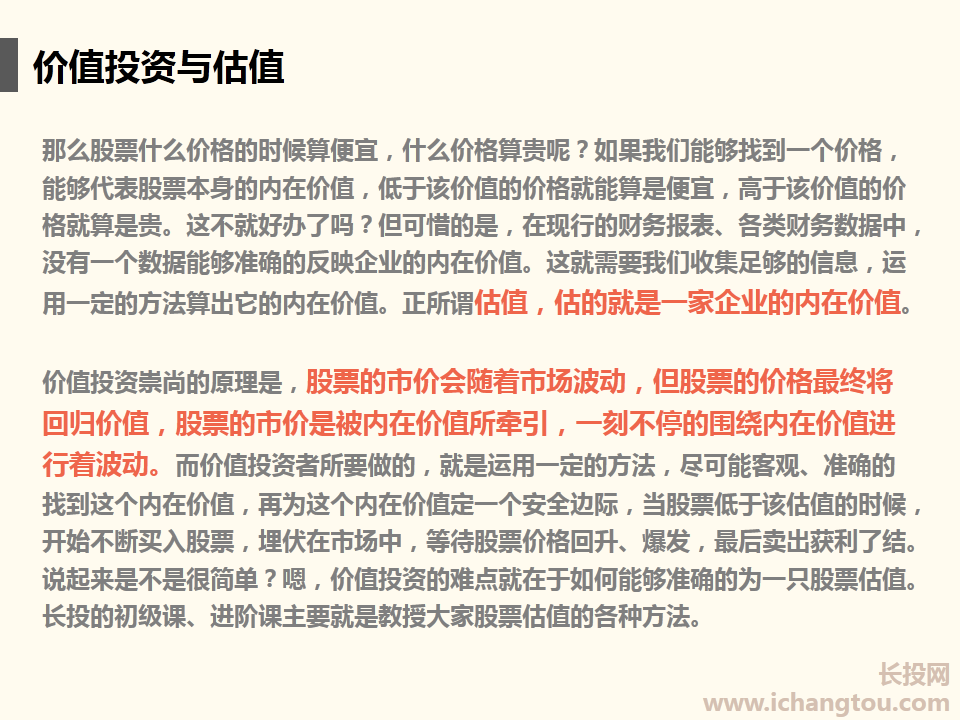 价值投资与估值
那么股票什么价格的时候算便宜，什么价格算贵呢？如果我们能够找到一个价格，
能够代表股票本身的内在价值，低于该价值的价格就能算是便宜，高于该价值的价
格就算是贵。这不就好办了吗？但可惜的是，在现行的财务报表、各类财务数据中，
没有一个数据能够准确的反映企业的内在价值。这就需要我们收集足够的信息，运
用一定的方法算出它的内在价值。正所谓估值，估的就是一家企业的内在价值。
价值投资崇尚的原理是，股票的市价会随着市场波动，但股票的价格最终将
回归价值，股票的市价是被内在价值所牵引，一刻不停的围绕内在价值进
行着波动。而价值投资者所要做的，就是运用一定的方法，尽可能客观、准确的
找到这个内在价值，再为这个内在价值定一个安全边际，当股票低于该估值的时候，
开始不断买入股票，埋伏在市场中，等待股票价格回升、爆发，最后卖出获利了结。
说起来是不是很简单？嗯，价值投资的难点就在于如何能够准确的为一只股票估值。
长投的初级课、进阶课主要就是教授大家股票估值的各种方法。
长投网
www.ichangtou.com